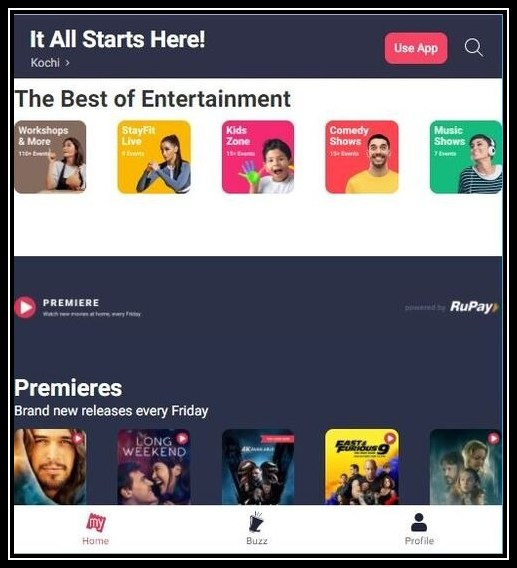 It All Starts Here!
Kochi ›
Use App
The Best of Entertainment
Workshops
& More
110+ Events
StayFit
Live
Events
Kids
Zone
15+ Events
Comedy
Shows
10+ Events
Music
Shows
7 Events
PREMIERE
Watch new movies at home, every Friday
powered by RuPay
Premieres
Brand new releases every Friday
LONG
WEEKEND
FAST &
FURIOUS 9
my
Home
Buzz
Profile